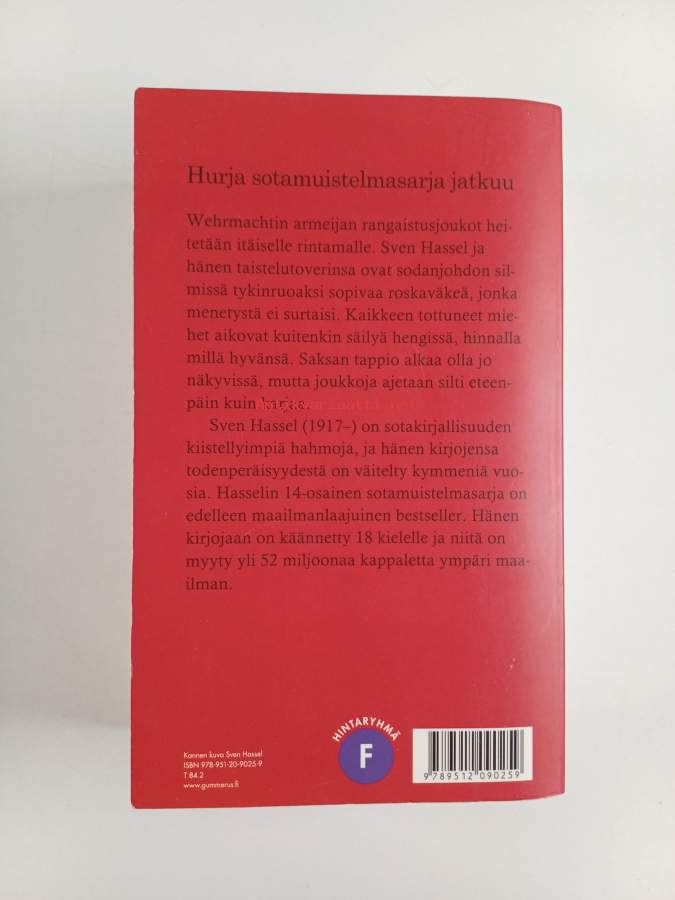 Hurja sotamuistelmasarja jatkuu
Wehrmachtin armeijan rangaistusjoukot hei-
tetään itäiselle rintamalle. Sven Hassel ja
hänen taistelutoverinsa ovat sodanjohdon sil-
missä tykinruoaksi sopivaa roskaväkeä, jonka
menetystä ei surtaisi. Kaikkeen tottuneet mie-
het aikovat kuitenkin säilyä hengissä, hinnalla
millä hyvänsä. Saksan tappio alkaa olla jo
näkyvissä, mutta joukkoja ajetaan silti eteen-
päin kuin karjaa.
Sven Hassel (1917–) on sotakirjallisuuden
kiistellyimpiä hahmoja, ja hänen kirjojensa
todenperäisyydestä on väitelty kymmeniä vuo-
sia. Hasselin 14-osainen sotamuistelmasarja on
edelleen maailmanlaajuinen bestseller. Hänen
kirjojaan on käännetty 18 kielelle ja niitä on
myyty yli 52 miljoonaa kappaletta ympäri maa-
ilman.
Kannen kuva Sven Hassel
ISBN 978-951-20-9025-9
T 84.2
www.gummerus.fi
HINTARYHMÄ
F
9789512090259